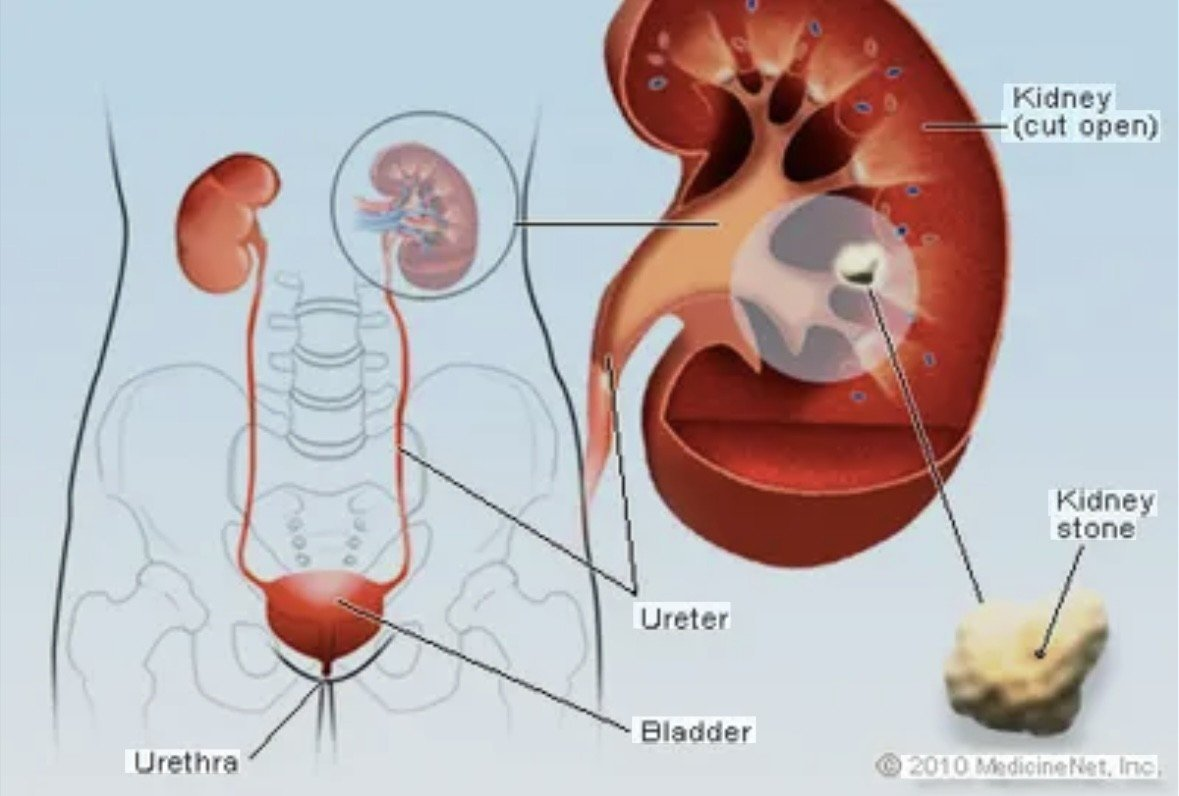 Kidney
(cut open)
Kidney
stone
Ureter
Bladder
Urethra
© 2010 MedicineNet, Inc.